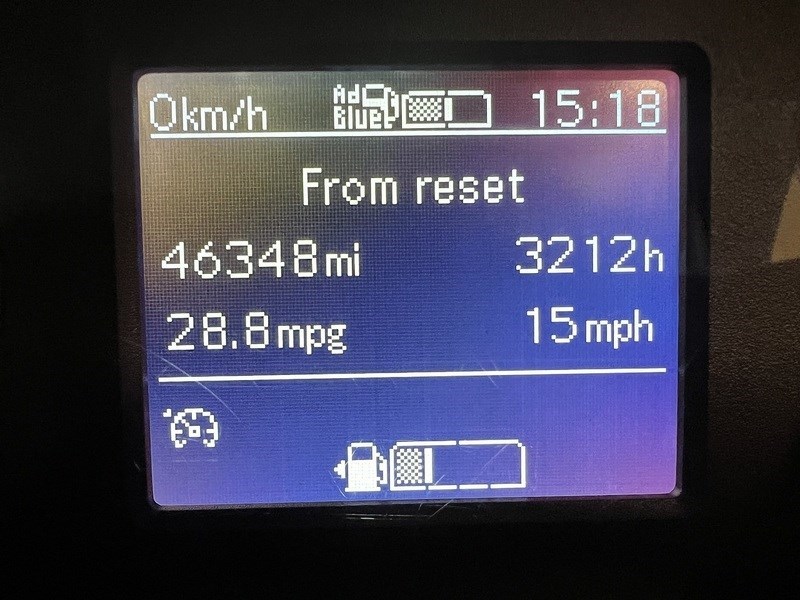 0km/h AdBlue 15:18
From reset
46348mi 3212h
28.8mpg 15mph